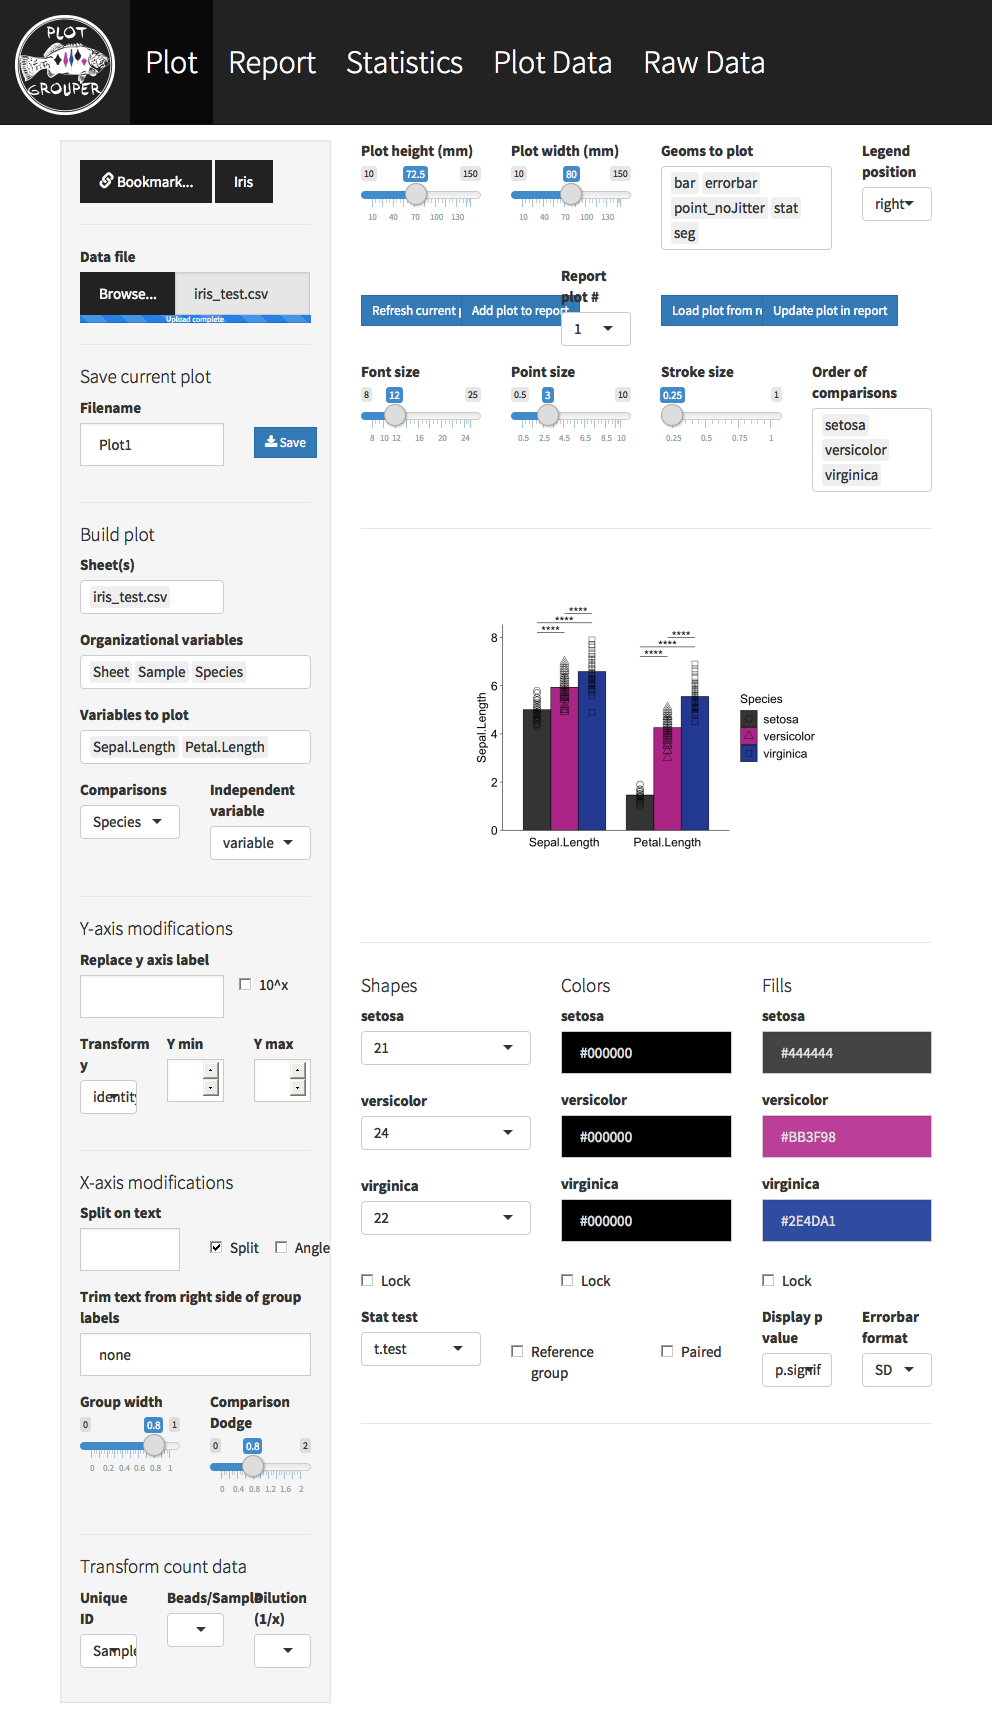 PLOT
GROUPER
Plot Report Statistics Plot Data Raw Data
Bookmark... Iris
Data file
Browse... iris_test.csv
Upload complete
Save current plot
Filename
Plot1 Save
Build plot
Sheet(s)
iris_test.csv
Organizational variables
Sheet Sample Species
Variables to plot
Sepal.Length Petal.Length
Comparisons
Species
Independent
variable
variable
Y-axis modifications
Replace y axis label
10^x
Transform
y
identity
Y min
Y max
X-axis modifications
Split on text
Split Angle
Trim text from right side of group
labels
none
Group width
0 0.8 1
0 0.2 0.4 0.6 0.8 1
Comparison
Dodge
0 0.8 2
0 0.4 0.8 1.2 1.6 2
Transform count data
Unique
ID
Sample
Beads/Sample
Dilution
(1/x)
Plot height (mm)
10 72.5 150
10 40 70 100 130
Plot width (mm)
10 80 150
10 40 70 100 130
Geoms to plot
bar errorbar
point_noJitter stat
seg
Legend
position
right
Refresh current p
Add plot to report
Report
plot #
1
Load plot from re
Update plot in report
Font size
8 12 25
8 10 12 16 20 24
Point size
0.5 3 10
0.5 2.5 4.5 6.5 8.5 10
Stroke size
0.25 1
0.25 0.5 0.75 1
Order of
comparisons
setosa
versicolor
virginica
**** **** ****
**** **** ****
8
6
4
2
0
Sepal.Length
Sepal.Length Petal.Length
Species
setosa
versicolor
virginica
Shapes
setosa
21
versicolor
24
virginica
22
Lock
Colors
setosa
#000000
versicolor
#000000
virginica
#000000
Lock
Fills
setosa
#444444
versicolor
#BB3F98
virginica
#2E4DA1
Lock
Stat test
t.test
Reference
group
Paired
Display p
value
p.signif
Errorbar
format
SD